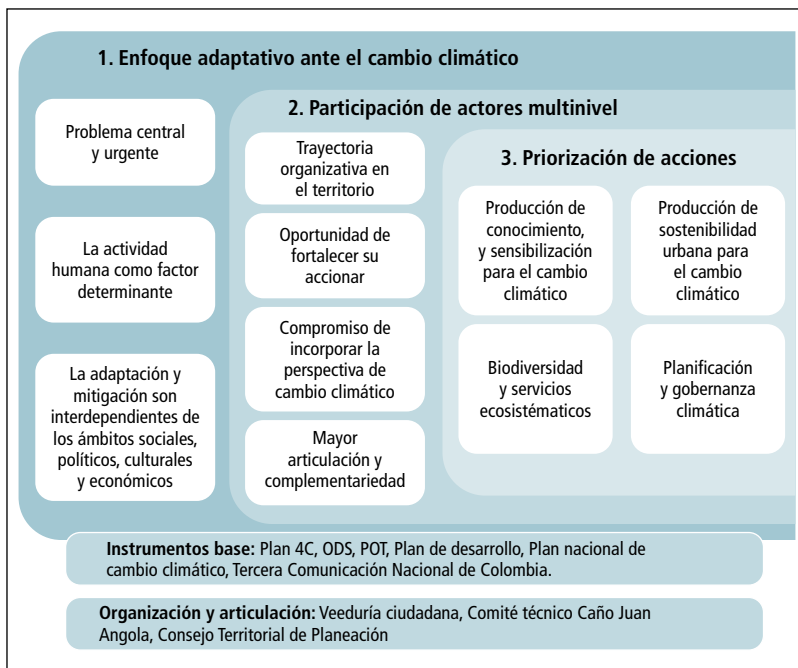 1. Enfoque adaptativo ante el cambio climático
Problema central
y urgente
La actividad
humana como factor
determinante
La adaptación y
mitigación son
interdependientes de
los ámbitos sociales,
políticos, culturales
y económicos
2. Participación de actores multinivel
Trayectoria
organizativa en
el territorio
Oportunidad de
fortalecer su
accionar
Compromiso de
incorporar la
perspectiva de
cambio climático
Mayor
articulación y
complementariedad
3. Priorización de acciones
Producción de
conocimiento,
y sensibilización
para el cambio
climático
Producción de
sostenibilidad
urbana para
el cambio
climático
Biodiversidad
y servicios
ecosistématicos
Planificación
y gobernanza
climática
Instrumentos base: Plan 4C, ODS, POT, Plan de desarrollo, Plan nacional de
cambio climático, Tercera Comunicación Nacional de Colombia.
Organización y articulación: Veeduría ciudadana, Comité técnico Caño Juan
Angola, Consejo Territorial de Planeación